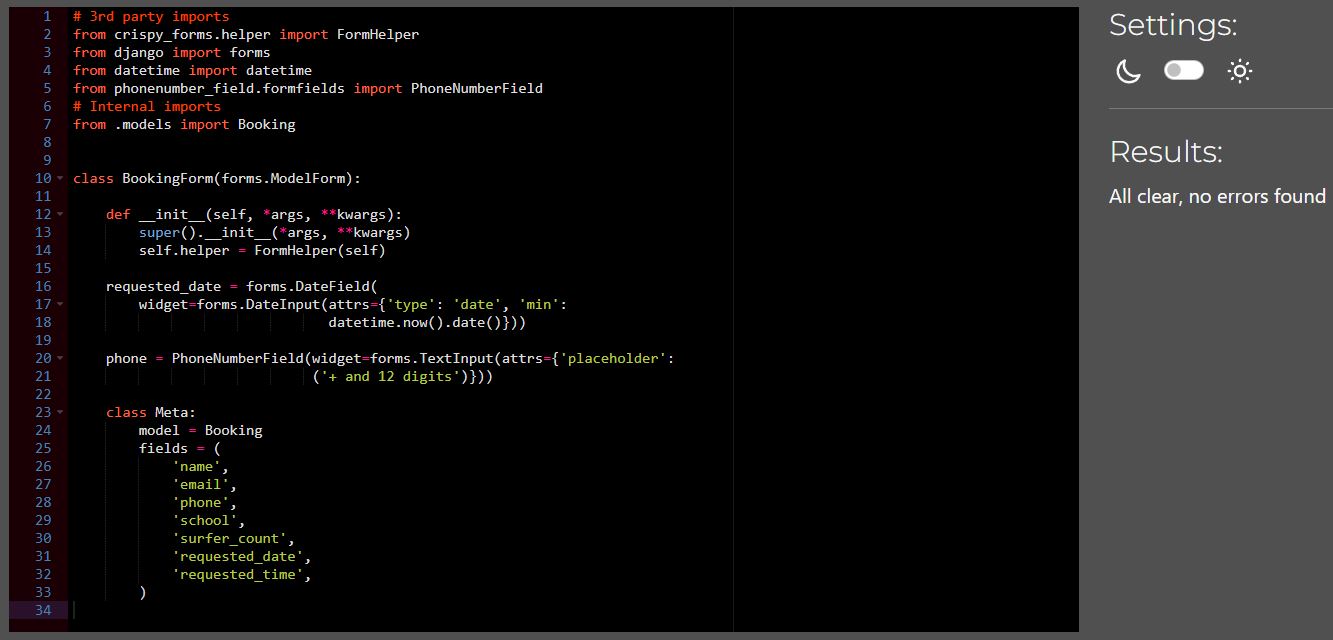 1 # 3rd party imports
2 from crispy_forms.helper import FormHelper
3 from django import forms
4 from datetime import datetime
5 from phonenumber_field.formfields import PhoneNumberField
6 # Internal imports
7 from .models import Booking
8
9
10 class BookingForm(forms.ModelForm):
11
12     def __init__(self, *args, **kwargs):
13         super().__init__(*args, **kwargs)
14         self.helper = FormHelper(self)
15
16     requested_date = forms.DateField(
17         widget=forms.DateInput(attrs={'type': 'date', 'min':
18                                datetime.now().date()}))
19
20     phone = PhoneNumberField(widget=forms.TextInput(attrs={'placeholder':
21                              ('+ and 12 digits')}))
22
23     class Meta:
24         model = Booking
25         fields = (
26             'name',
27             'email',
28             'phone',
29             'school',
30             'surfer_count',
31             'requested_date',
32             'requested_time',
33         )
34
Settings:
Results:
All clear, no errors found